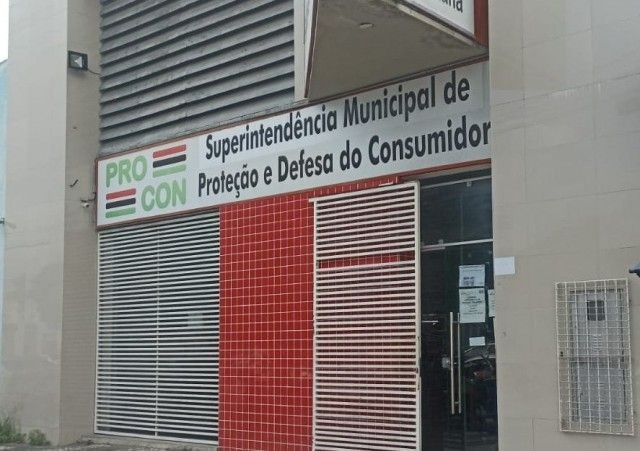 PRO
CON
Superintendência Municipal de
Proteção e Defesa do Consumidor